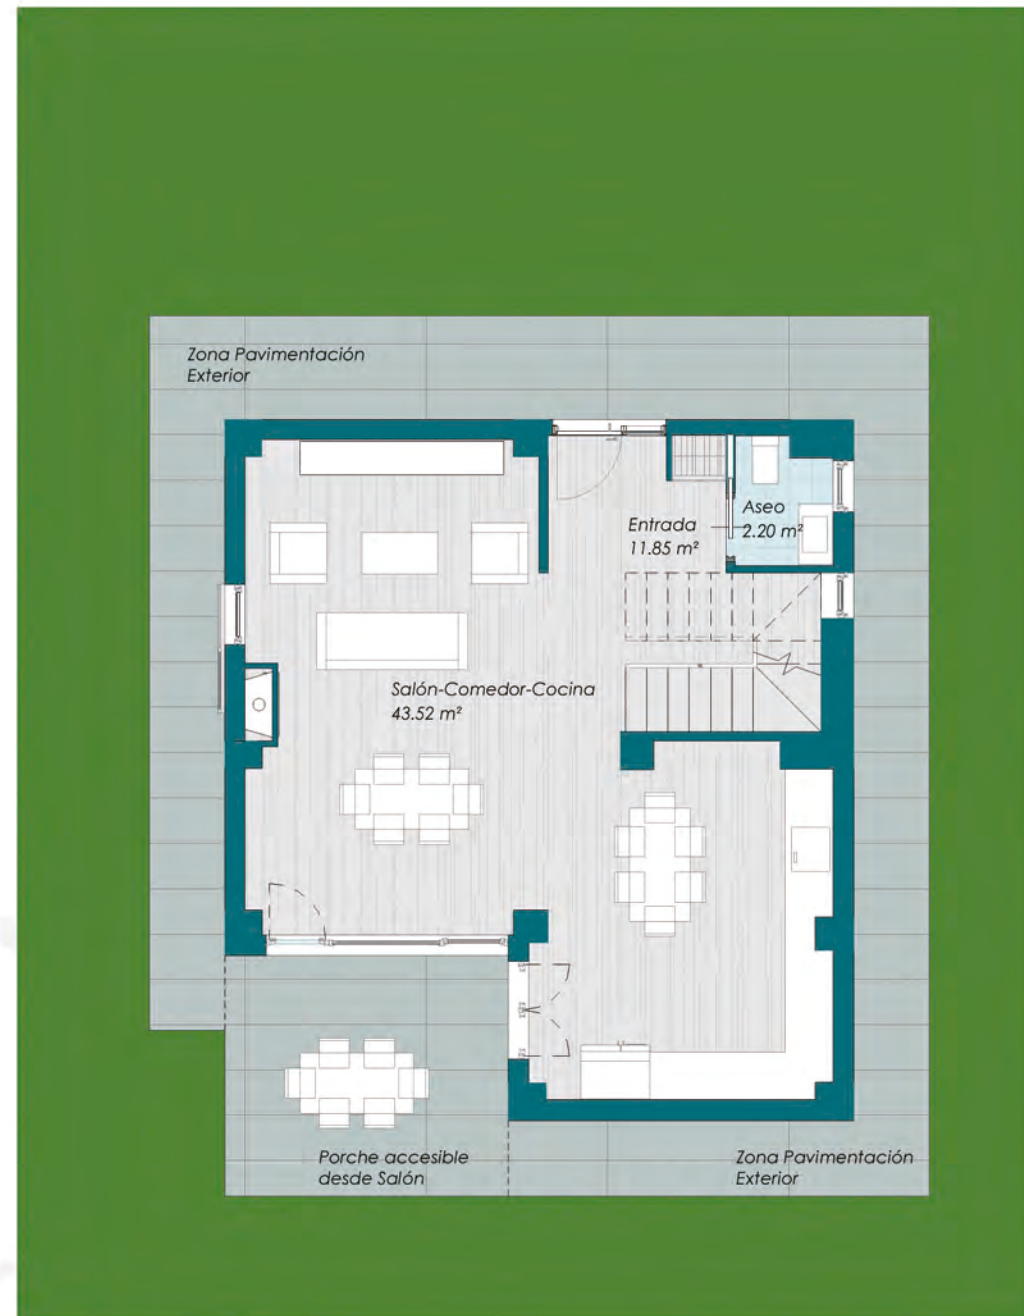 Zona Pavimentación
Exterior
Aseo
2.20 m²
Entrada
11.85 m²
Salón-Comedor-Cocina
43.52 m²
Porche accesible
desde Salón
Zona Pavimentación
Exterior